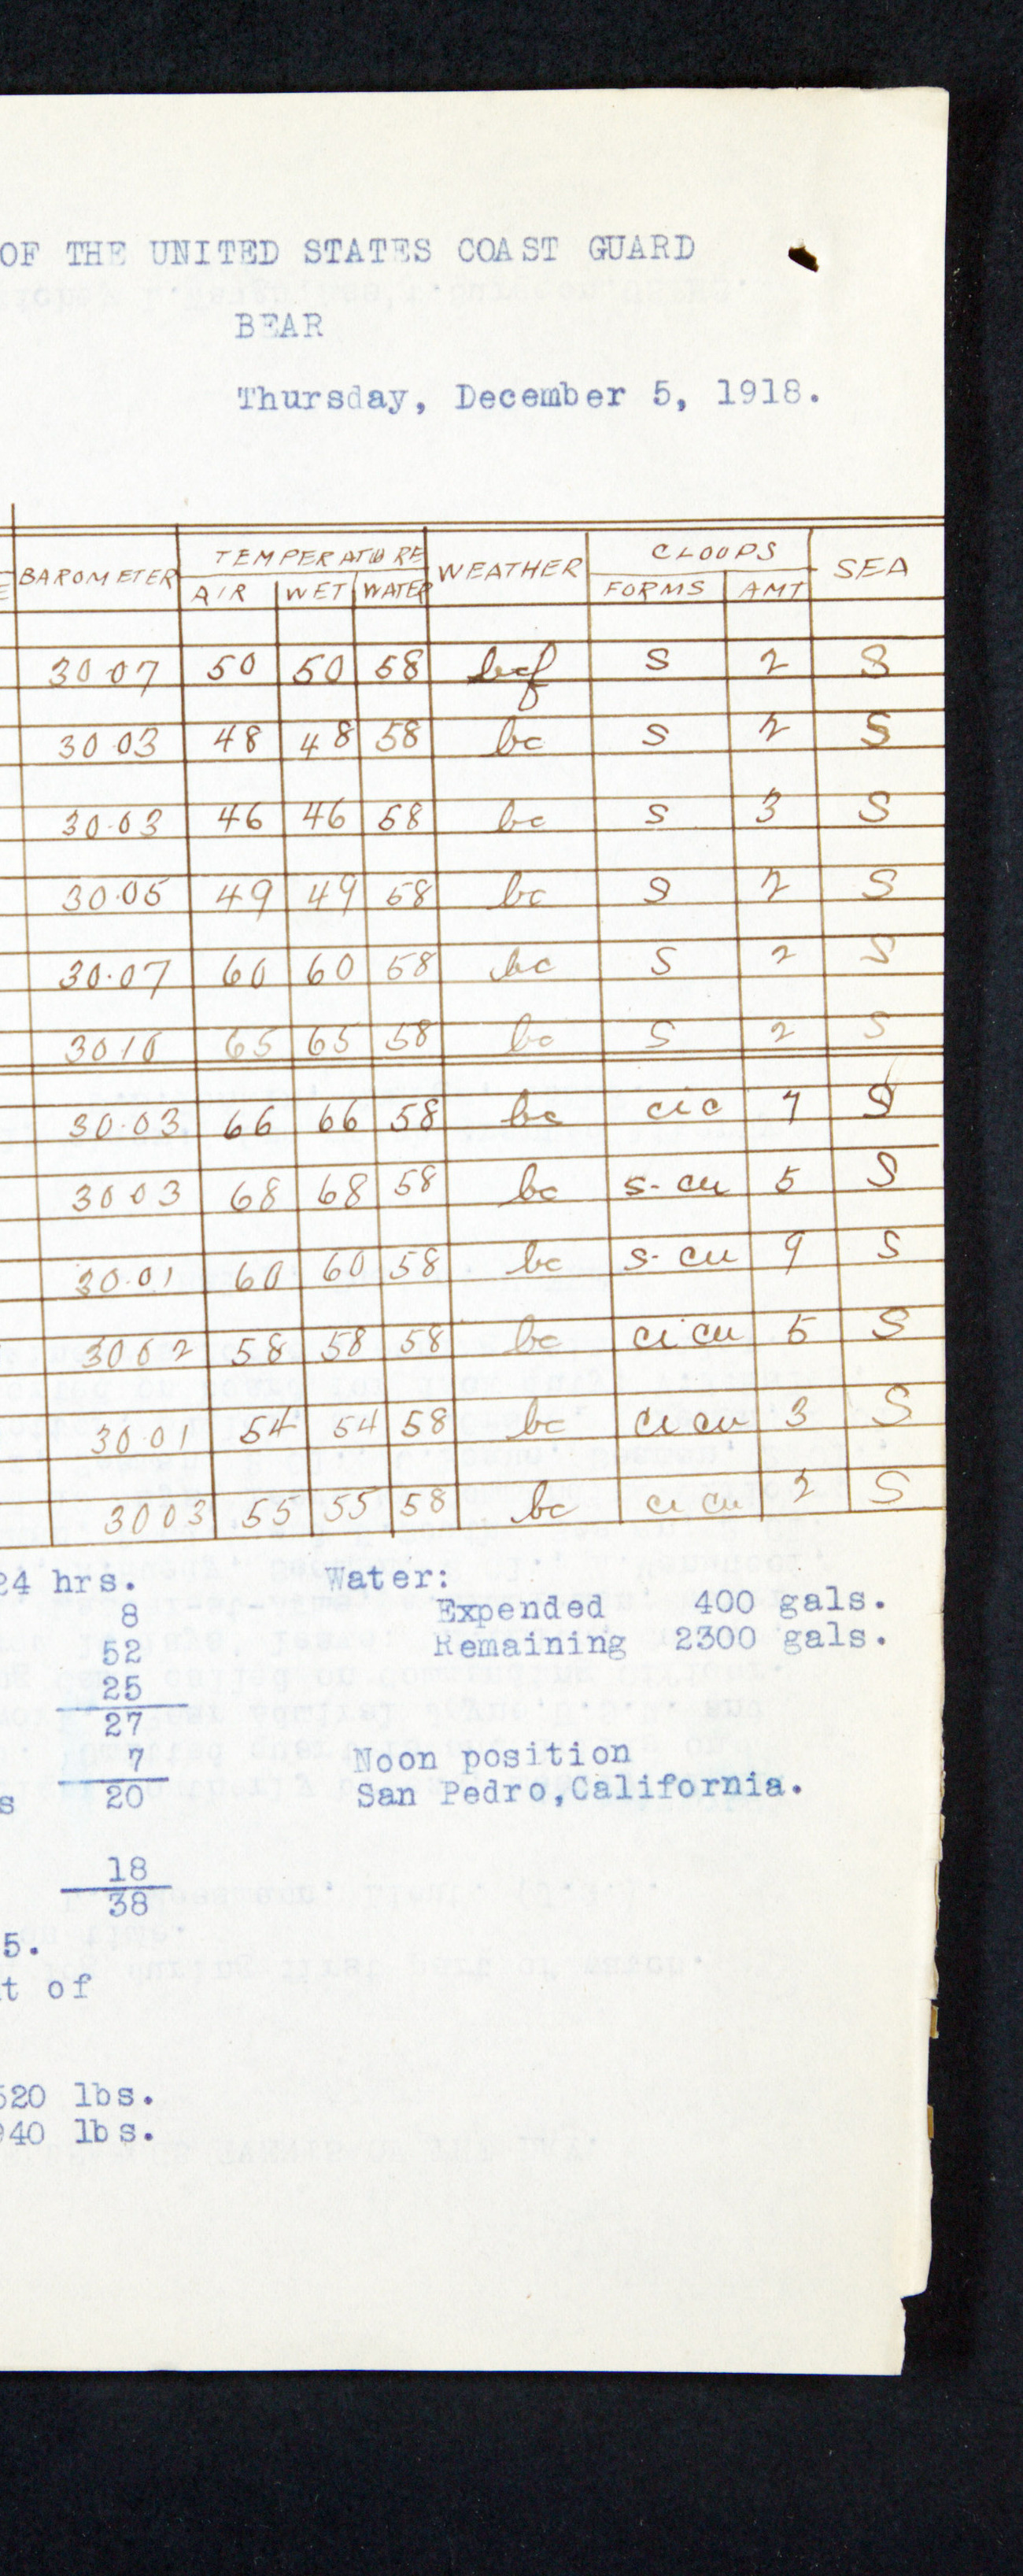 OF THE UNITED STATES COAST GUARD
BEAR
Thursday, December 5, 1918.
BAROMETER TEMPERATURE WEATHER CLOUDS SEA
E AIR WET WATER FORMS AMT
30.07 50 50 58 bcf S 2 S
30.03 48 48 58 bc S 2 S
30.03 46 46 58 bc S 3 S
30.05 49 49 58 bc S 2 S
30.07 60 60 58 bc S 2 S
30 10 65 65 58 bc S 2 S
30.03 66 66 58 bc cic 7 S
30 03 68 68 58 bc s-cu 5 S
30.01 60 60 58 bc s-cu 9 S
30 02 58 58 58 bc ci cu 5 S
30.01 54 54 58 bc ci cu 3 S
30 03 55 55 58 bc ci cu 2 S
24 hrs. Water:
8 Expended 400 gals.
52 Remaining 2300 gals.
25
27
7 Noon position
s 20 San Pedro,California.
18
38
5.
t of
520 lbs.
940 lbs.